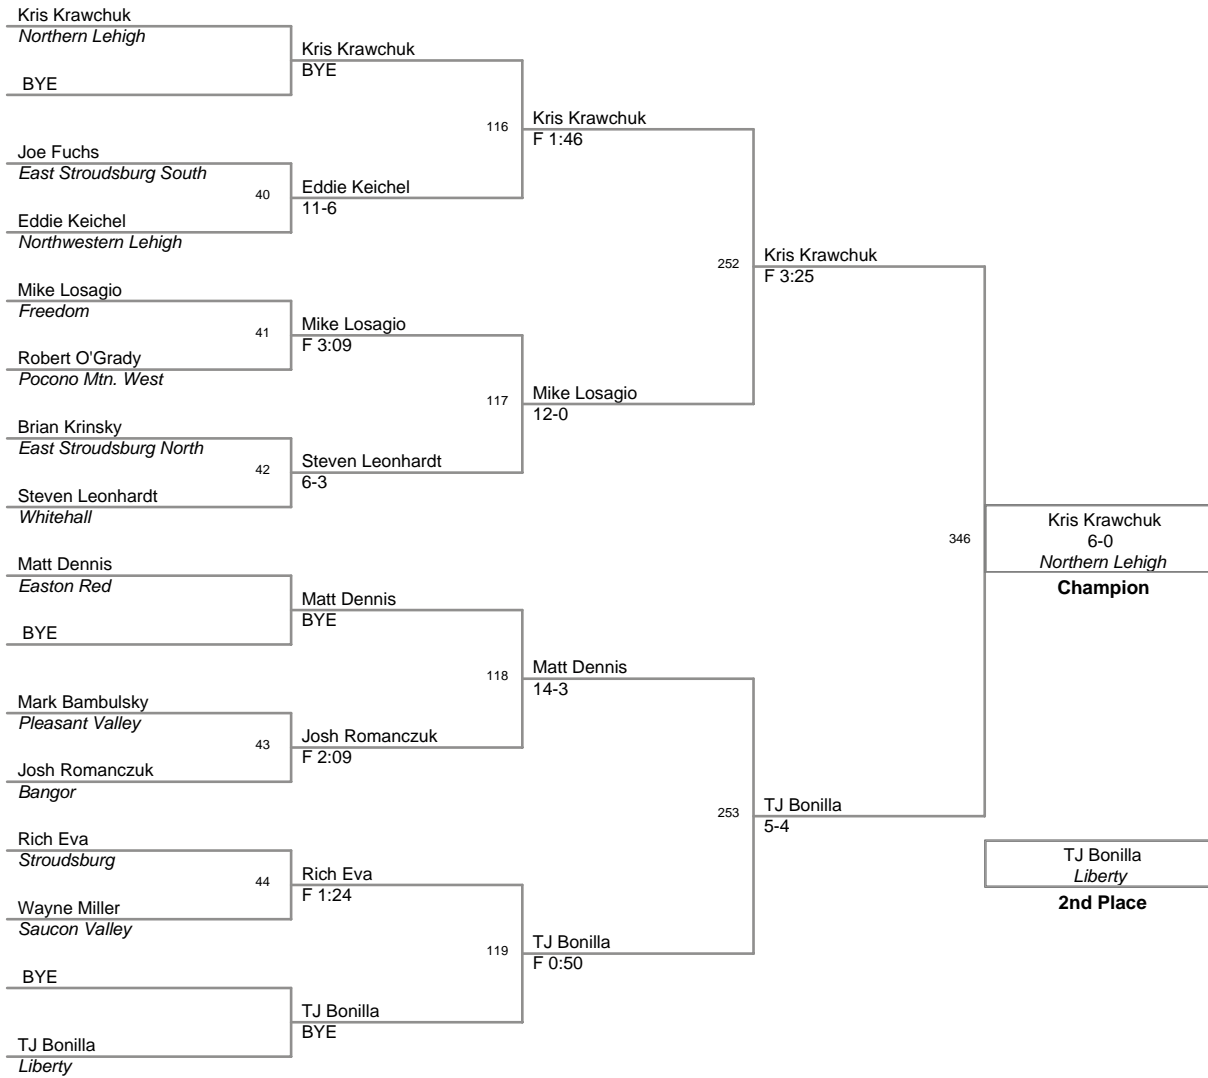 Kris Krawchuk
Northern Lehigh
BYE
Joe Fuchs
East Stroudsburg South
40
Eddie Keichel
Northwestern Lehigh
Mike Losagio
Freedom
41
Robert O'Grady
Pocono Mtn. West
Brian Krinsky
East Stroudsburg North
42
Steven Leonhardt
Whitehall
Matt Dennis
Easton Red
BYE
Mark Bambulsky
Pleasant Valley
43
Josh Romanczuk
Bangor
Rich Eva
Stroudsburg
44
Wayne Miller
Saucon Valley
BYE
TJ Bonilla
Liberty
Kris Krawchuk
BYE
116
Eddie Keichel
11-6
Mike Losagio
F 3:09
117
Steven Leonhardt
6-3
Matt Dennis
BYE
118
Josh Romanczuk
F 2:09
Rich Eva
F 1:24
119
TJ Bonilla
BYE
Kris Krawchuk
F 1:46
252
Mike Losagio
12-0
Matt Dennis
14-3
253
TJ Bonilla
F 0:50
Kris Krawchuk
F 3:25
346
TJ Bonilla
5-4
Kris Krawchuk
6-0
Northern Lehigh
Champion
TJ Bonilla
Liberty
2nd Place